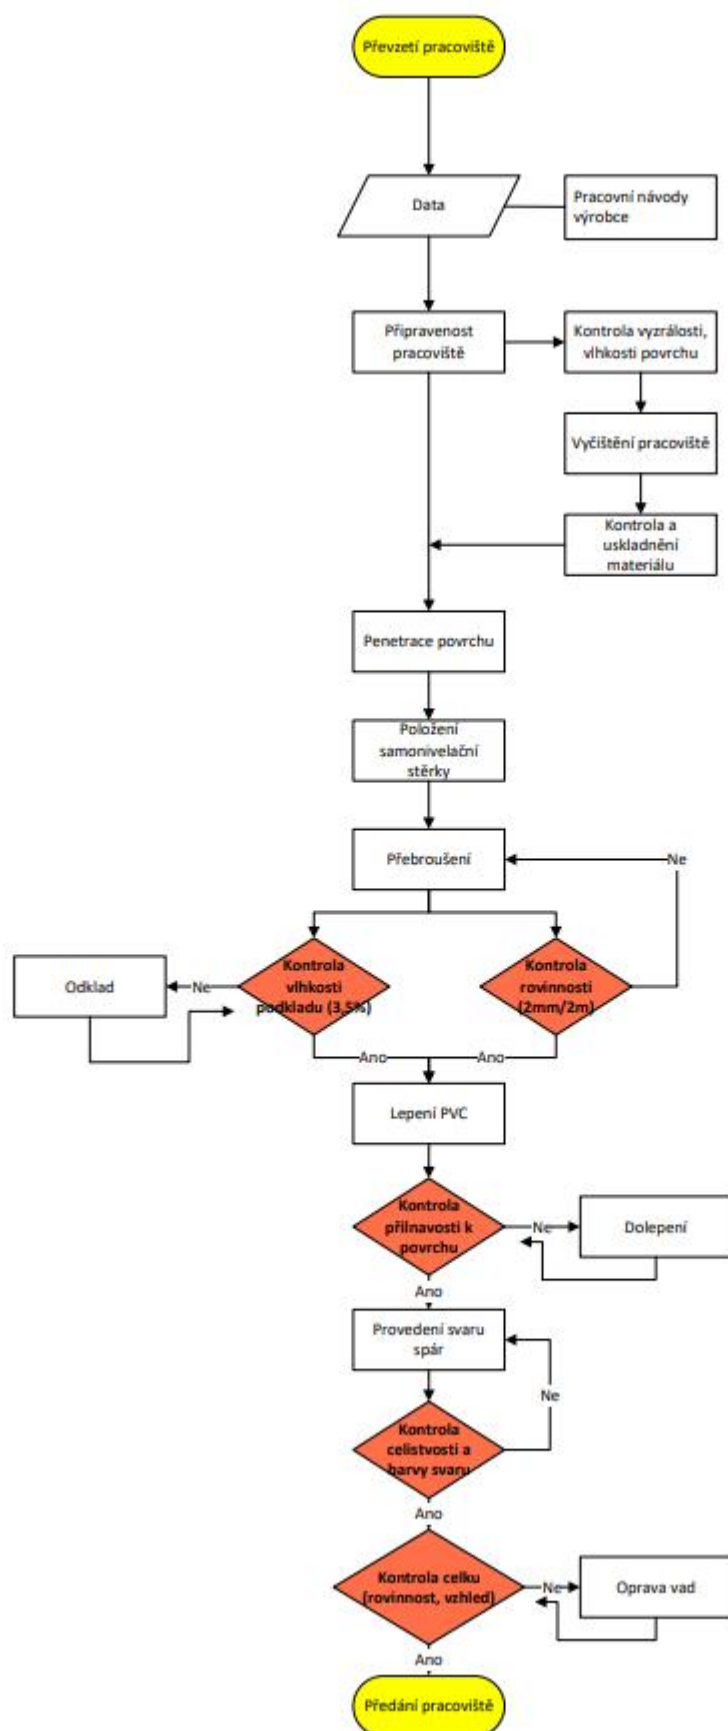 Převzetí pracoviště
Data
Pracovní návody
výrobce
Připravenost
pracoviště
Kontrola vyzrálosti,
vlhkosti povrchu
Vyčištění pracoviště
Kontrola a
uskladnění
materiálu
Penetrace povrchu
Položení
samonivelační
stěrky
Přebroušení
Ne
Kontrola
vlhkosti
podkladu (3,5%)
Kontrola
rovinnosti
(2mm/2m)
Odklad
Ne
Ano
Ano
Lepení PVC
Kontrola
přilnavosti k
povrchu
Ne
Dolepení
Ano
Provedení svaru
spár
Ne
Kontrola
celistvosti a
barvy svaru
Ano
Kontrola celku
(rovinnost, vzhled)
Ne
Oprava vad
Ano
Předání pracoviště